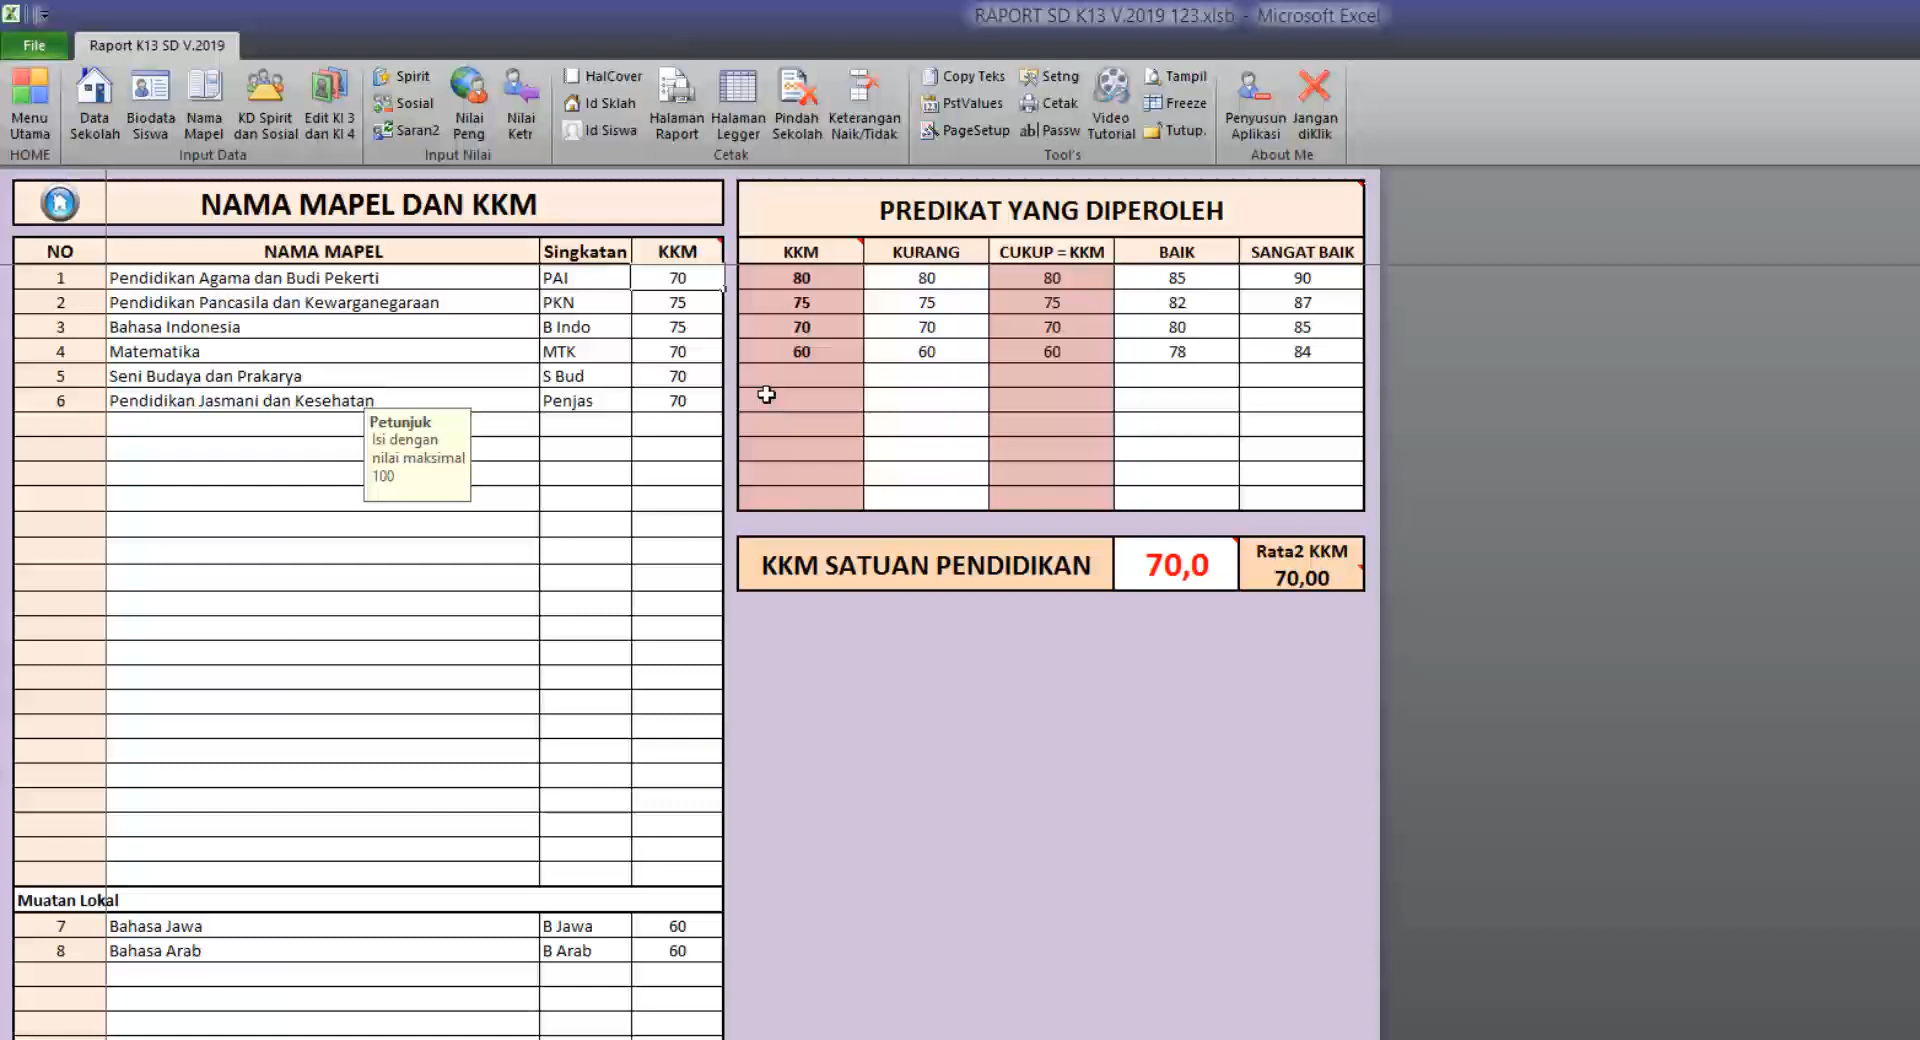 RAPORT SD K13 V.2019 123.xlsb - Microsoft Excel
File
Raport K13 SD V.2019
Menu Utama
HOME
Data Sekolah
Biodata Siswa
Nama Mapel
KD Spirit dan Sosial
Edit KI 3 dan KI 4
Input Data
Spirit
Sosial
Saran2
Nilai Peng
Nilai Ketr
Input Nilai
HalCover
Id Sklah
Id Siswa
Halaman Raport
Halaman Legger
Pindah Sekolah
Keterangan Naik/Tidak
Cetak
Copy Teks
PstValues
PageSetup
Setng
Cetak
ab| Passw
Video Tutorial
Tampil
Freeze
Tutup.
Tool's
Penyusun Aplikasi
Jangan diKlik
About Me
NAMA MAPEL DAN KKM
NO NAMA MAPEL Singkatan KKM
1 Pendidikan Agama dan Budi Pekerti PAI 70
2 Pendidikan Pancasila dan Kewarganegaraan PKN 75
3 Bahasa Indonesia B Indo 75
4 Matematika MTK 70
5 Seni Budaya dan Prakarya S Bud 70
6 Pendidikan Jasmani dan Kesehatan Penjas 70
Petunjuk
Isi dengan
nilai maksimal
100
Muatan Lokal
7 Bahasa Jawa B Jawa 60
8 Bahasa Arab B Arab 60
PREDIKAT YANG DIPEROLEH
KKM KURANG CUKUP = KKM BAIK SANGAT BAIK
80 80 80 85 90
75 75 75 82 87
70 70 70 80 85
60 60 60 78 84
KKM SATUAN PENDIDIKAN 70,0
Rata2 KKM
70,00